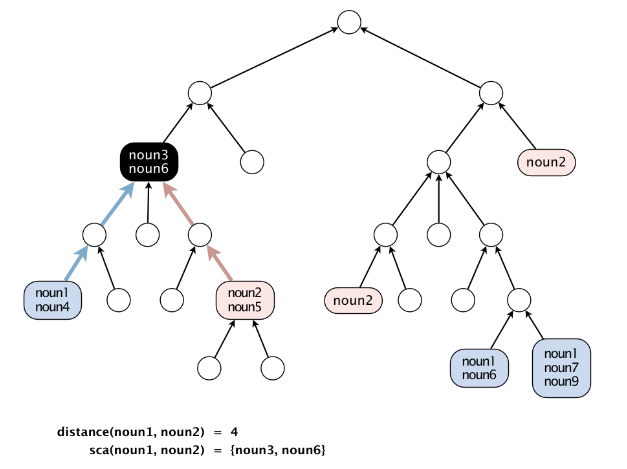 noun3
noun6
noun2
noun1
noun4
noun2
noun5
noun2
noun1
noun6
noun1
noun7
noun9
distance(noun1, noun2) = 4
sca(noun1, noun2) = {noun3, noun6}